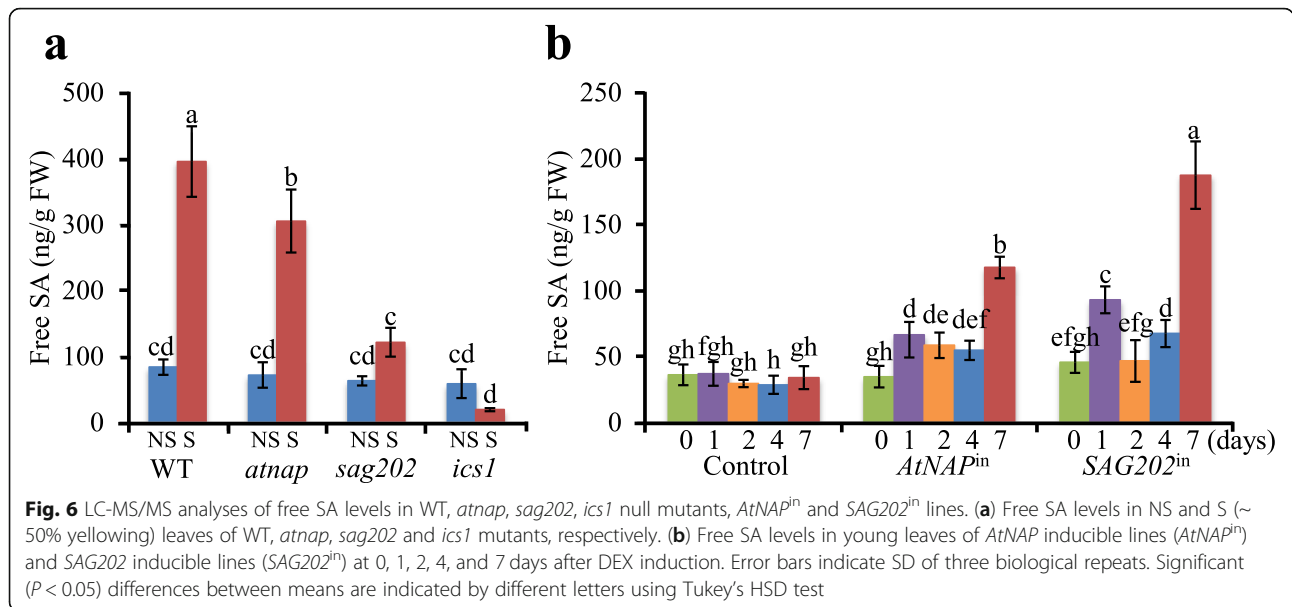 a
b
500
400
300
200
100
0
Free SA (ng/g FW)
cd a cd b cd c cd d
NS S NS S NS S NS S
WT atnap sag202 ics1
250
200
150
100
50
0
Free SA (ng/g FW)
gh fgh gh h gh gh d de def b efgh c efg d a
0 1 2 4 7 0 1 2 4 7 0 1 2 4 7 (days)
Control AtNAPin SAG202in
Fig. 6 LC-MS/MS analyses of free SA levels in WT, atnap, sag202, ics1 null mutants, AtNAPin and SAG202in lines. (a) Free SA levels in NS and S (~
50% yellowing) leaves of WT, atnap, sag202 and ics1 mutants, respectively. (b) Free SA levels in young leaves of AtNAP inducible lines (AtNAPin)
and SAG202 inducible lines (SAG202in) at 0, 1, 2, 4, and 7 days after DEX induction. Error bars indicate SD of three biological repeats. Significant
(P < 0.05) differences between means are indicated by different letters using Tukey's HSD test